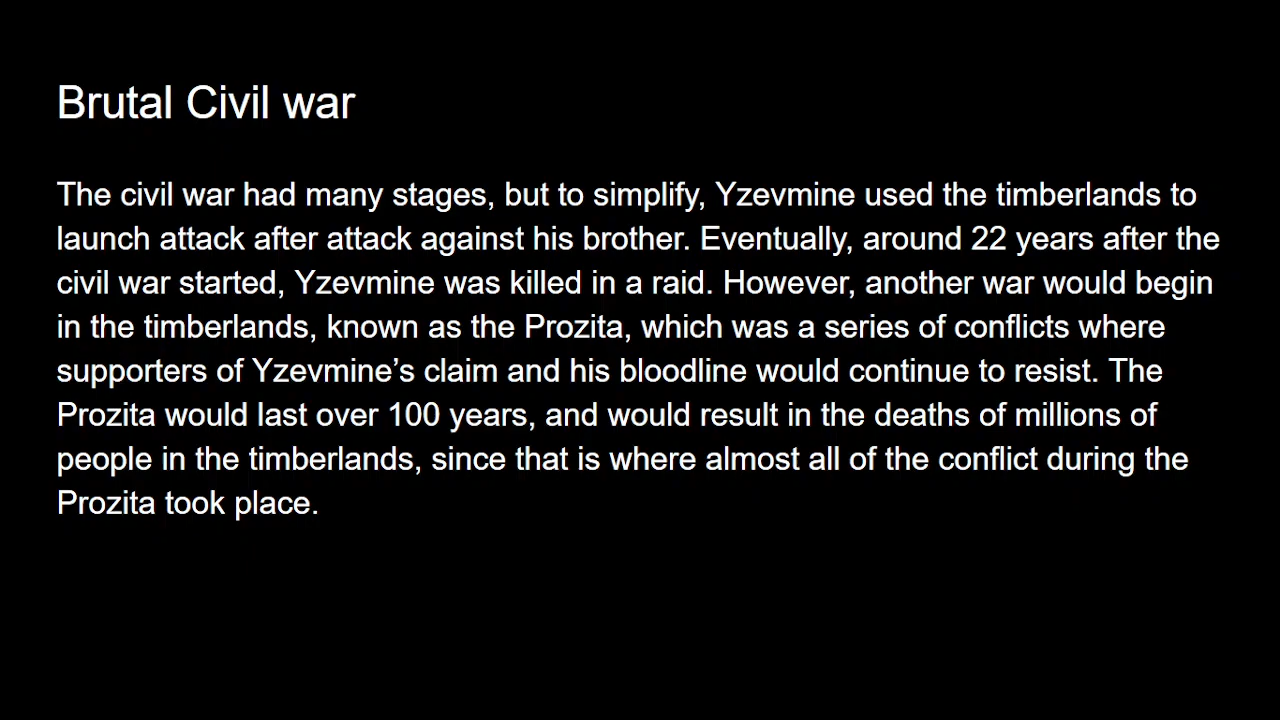 Brutal Civil war
The civil war had many stages, but to simplify, Yzevmine used the timberlands to
launch attack after attack against his brother. Eventually, around 22 years after the
civil war started, Yzevmine was killed in a raid. However, another war would begin
in the timberlands, known as the Prozita, which was a series of conflicts where
supporters of Yzevmine’s claim and his bloodline would continue to resist. The
Prozita would last over 100 years, and would result in the deaths of millions of
people in the timberlands, since that is where almost all of the conflict during the
Prozita took place.